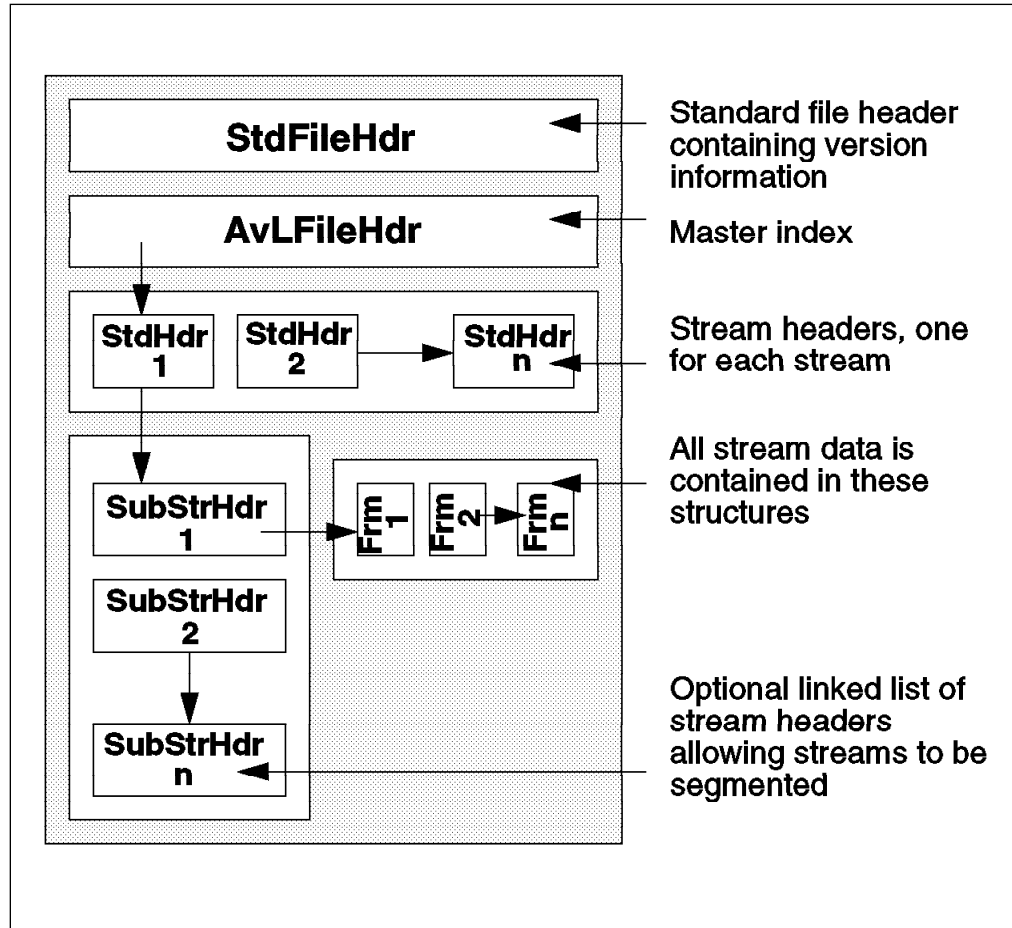 StdFileHdr
Standard file header
containing version
information
AvLFileHdr
Master index
StdHdr
1
StdHdr
2
StdHdr
n
Stream headers, one
for each stream
SubStrHdr
1
Frm
1
Frm
2
Frm
n
All stream data is
contained in these
structures
SubStrHdr
2
SubStrHdr
n
Optional linked list of
stream headers
allowing streams to be
segmented